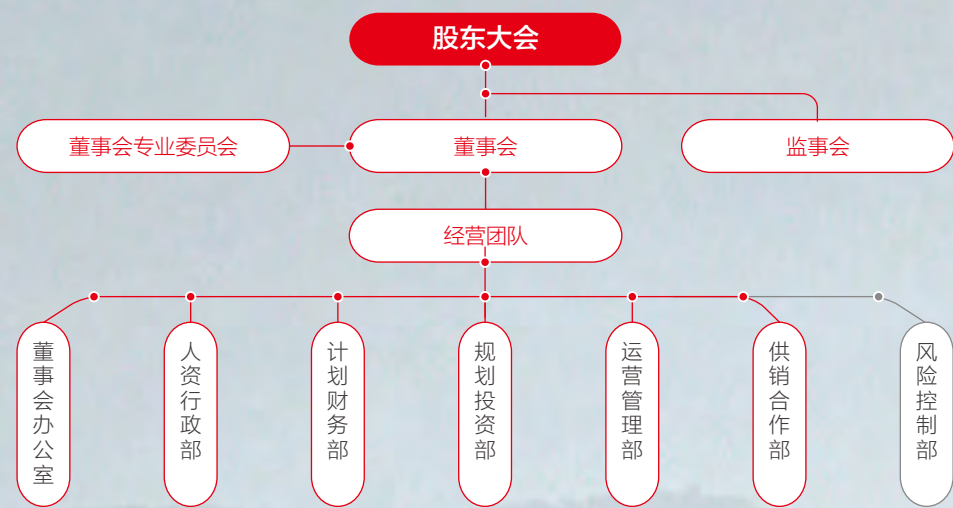 股东大会
董事会专业委员会
董事会
监事会
经营团队
董事会办公室
人资行政部
计划财务部
规划投资部
运营管理部
供销合作部
风险控制部